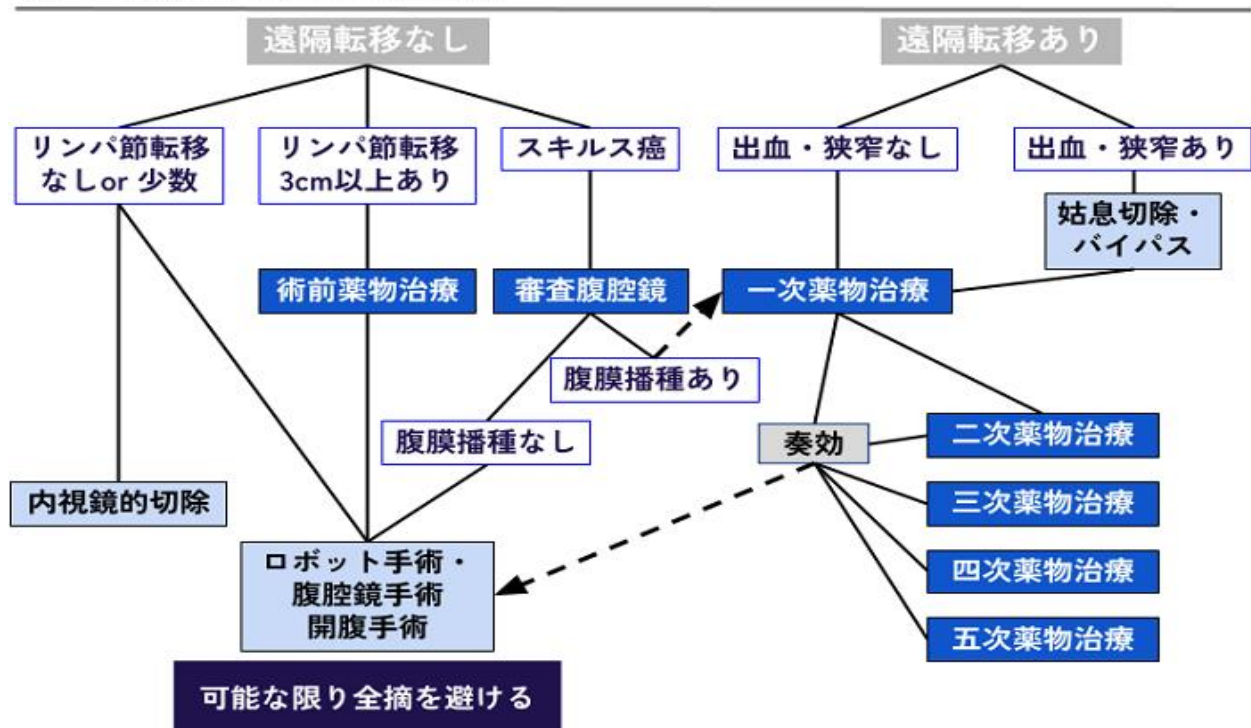 遠隔転移なし
遠隔転移あり
リンパ節転移
なしor 少数
リンパ節転移
3cm以上あり
スキルス癌
出血・狭窄なし
出血・狭窄あり
姑息切除・
バイパス
術前薬物治療
審査腹腔鏡
一次薬物治療
腹膜播種あり
腹膜播種なし
奏効
二次薬物治療
三次薬物治療
四次薬物治療
五次薬物治療
内視鏡的切除
ロボット手術・
腹腔鏡手術
開腹手術
可能な限り全摘を避ける